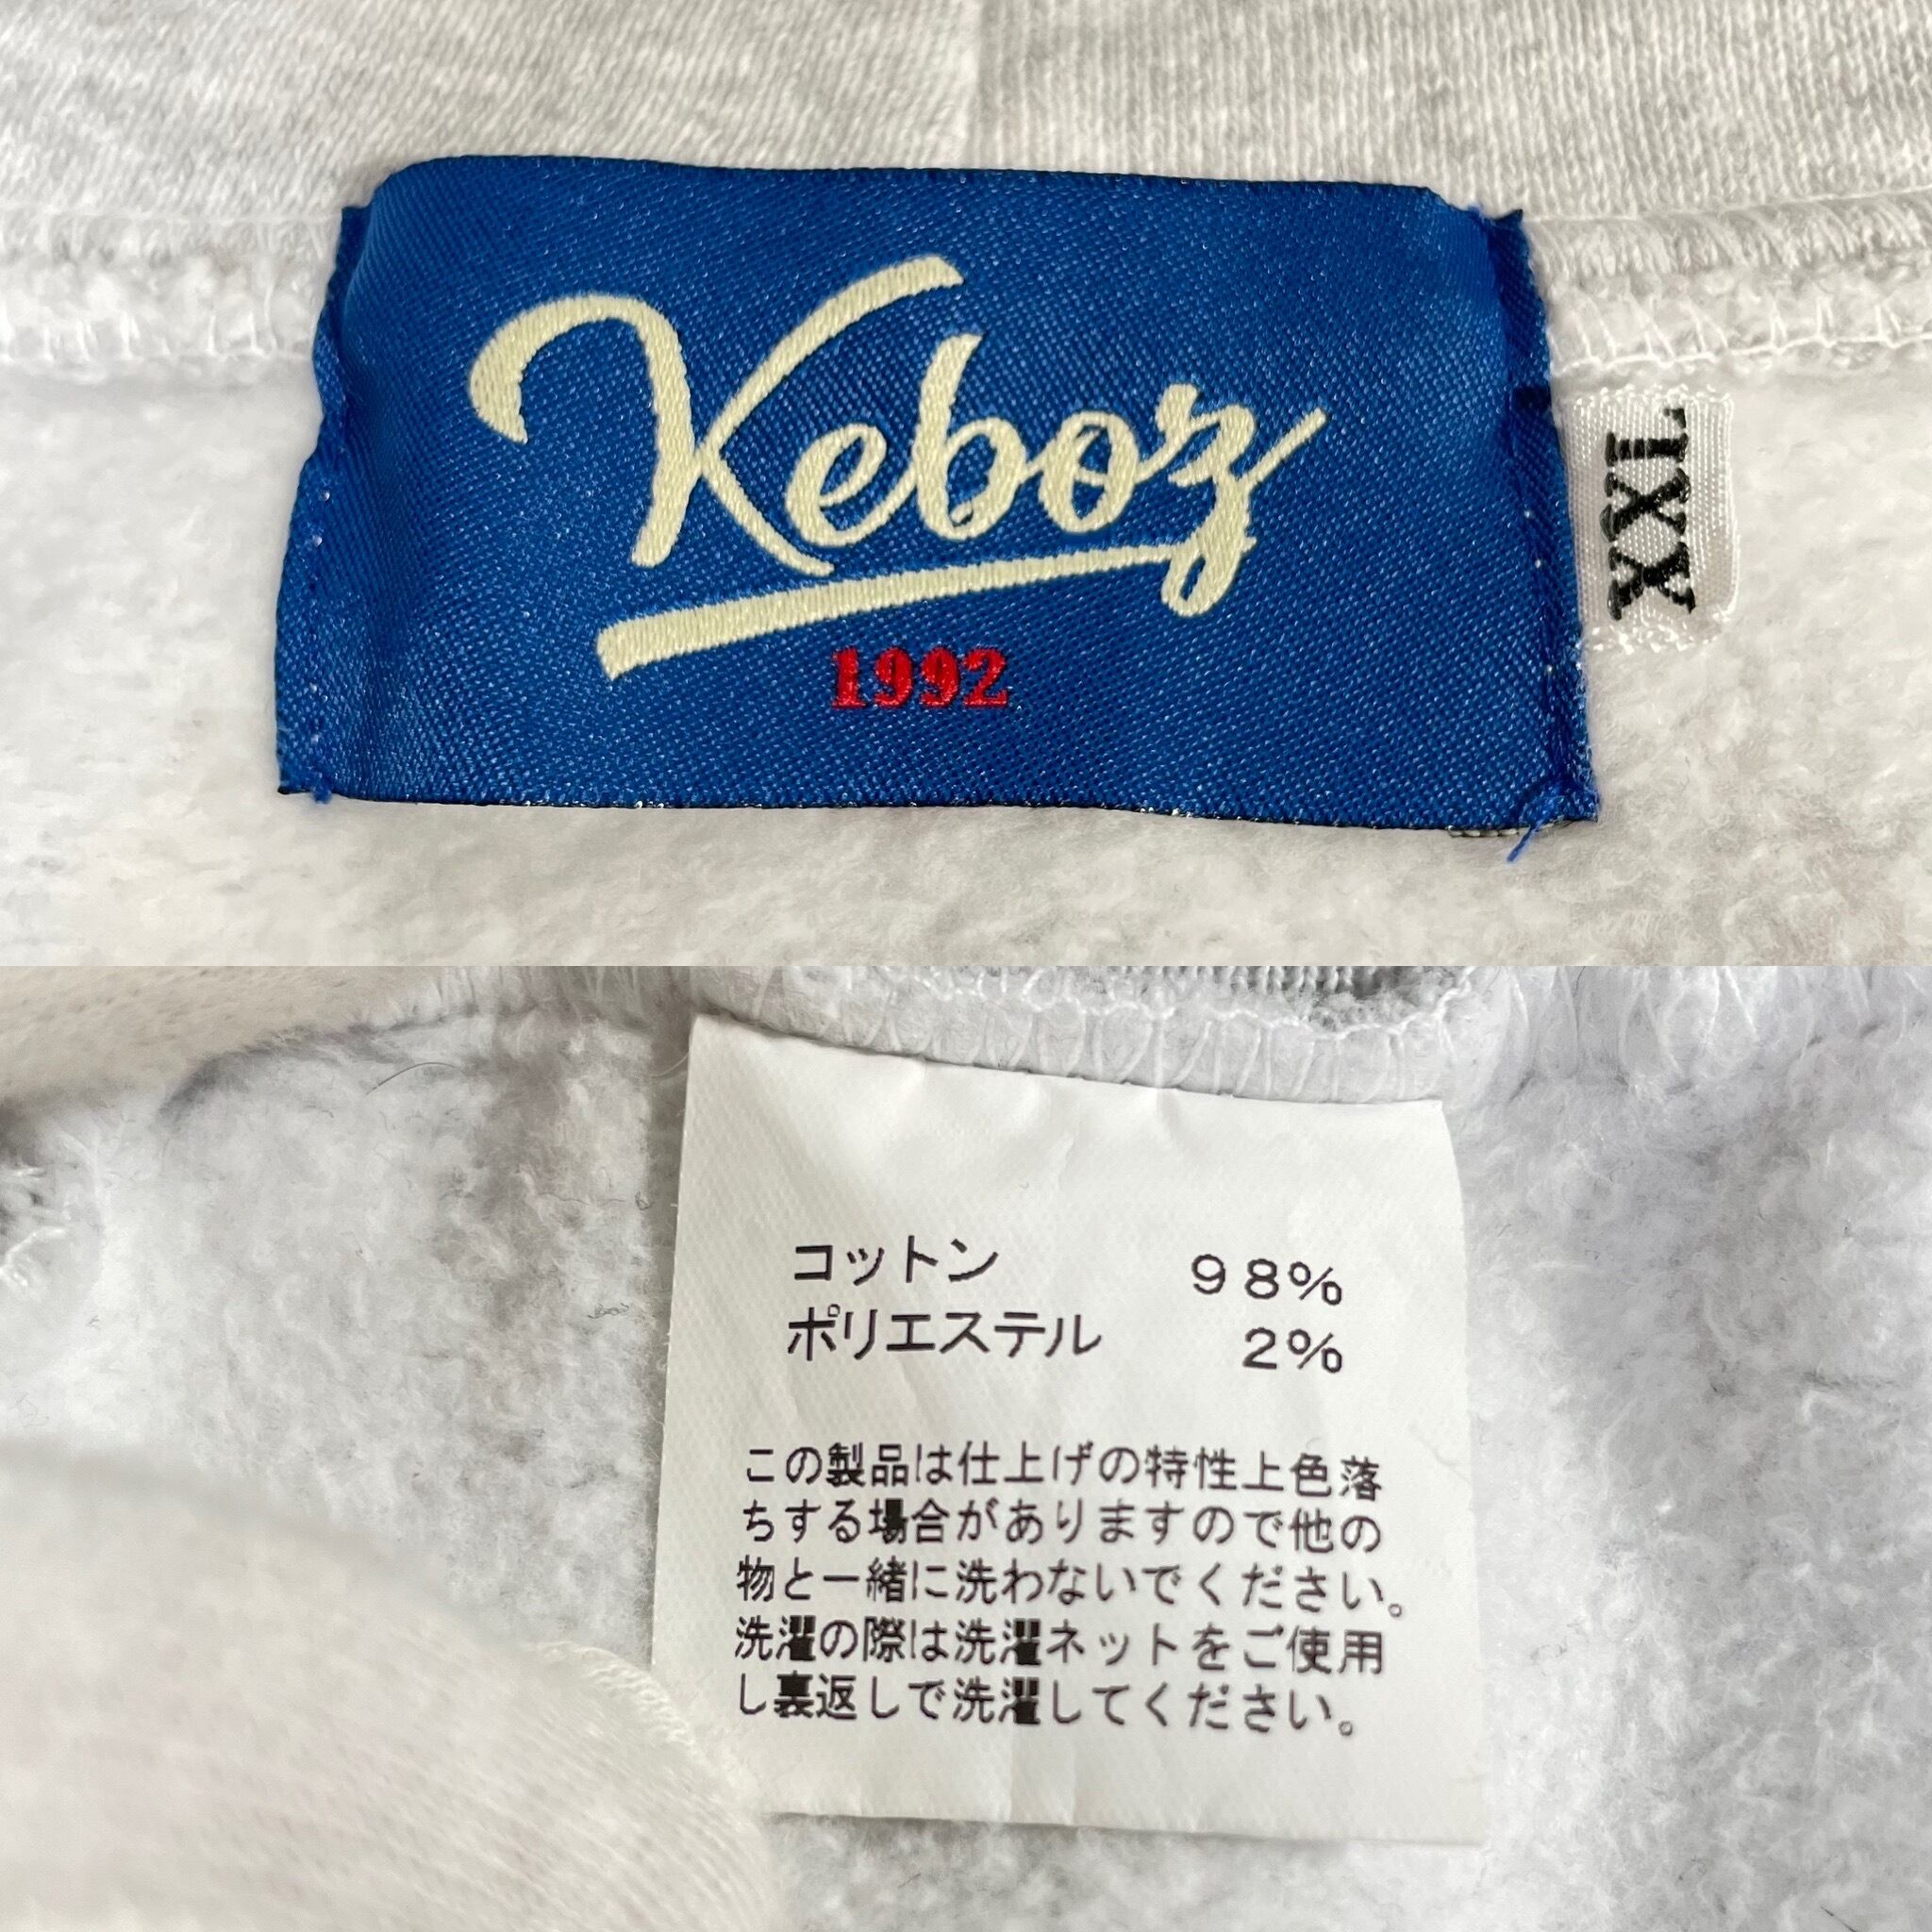 Keboz
1992
XXL
コットン 98%
ポリエステル 2%
この製品は仕上げの特性上色落
ちする場合がありますので他の
物と一緒に洗わないでください。
洗濯の際は洗濯ネットをご使用
し裏返しで洗濯してください。